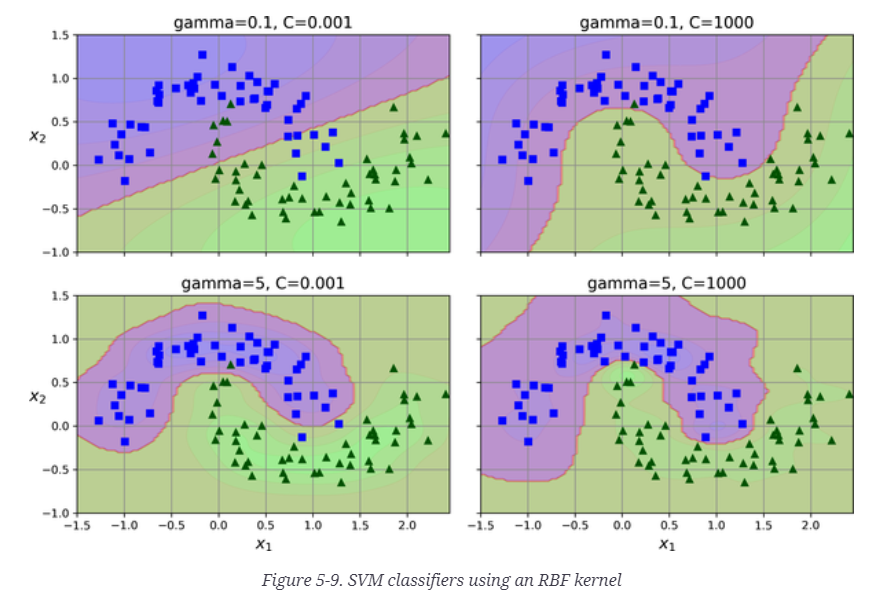 gamma=0.1, C=0.001
gamma=0.1, C=1000
1.5
1.0
0.5
0.0
−0.5
−1.0
x₂
gamma=5, C=0.001
gamma=5, C=1000
1.5
1.0
0.5
0.0
−0.5
−1.0
x₂
−1.5 −1.0 −0.5 0.0 0.5 1.0 1.5 2.0
−1.5 −1.0 −0.5 0.0 0.5 1.0 1.5 2.0
x₁
x₁
Figure 5-9. SVM classifiers using an RBF kernel